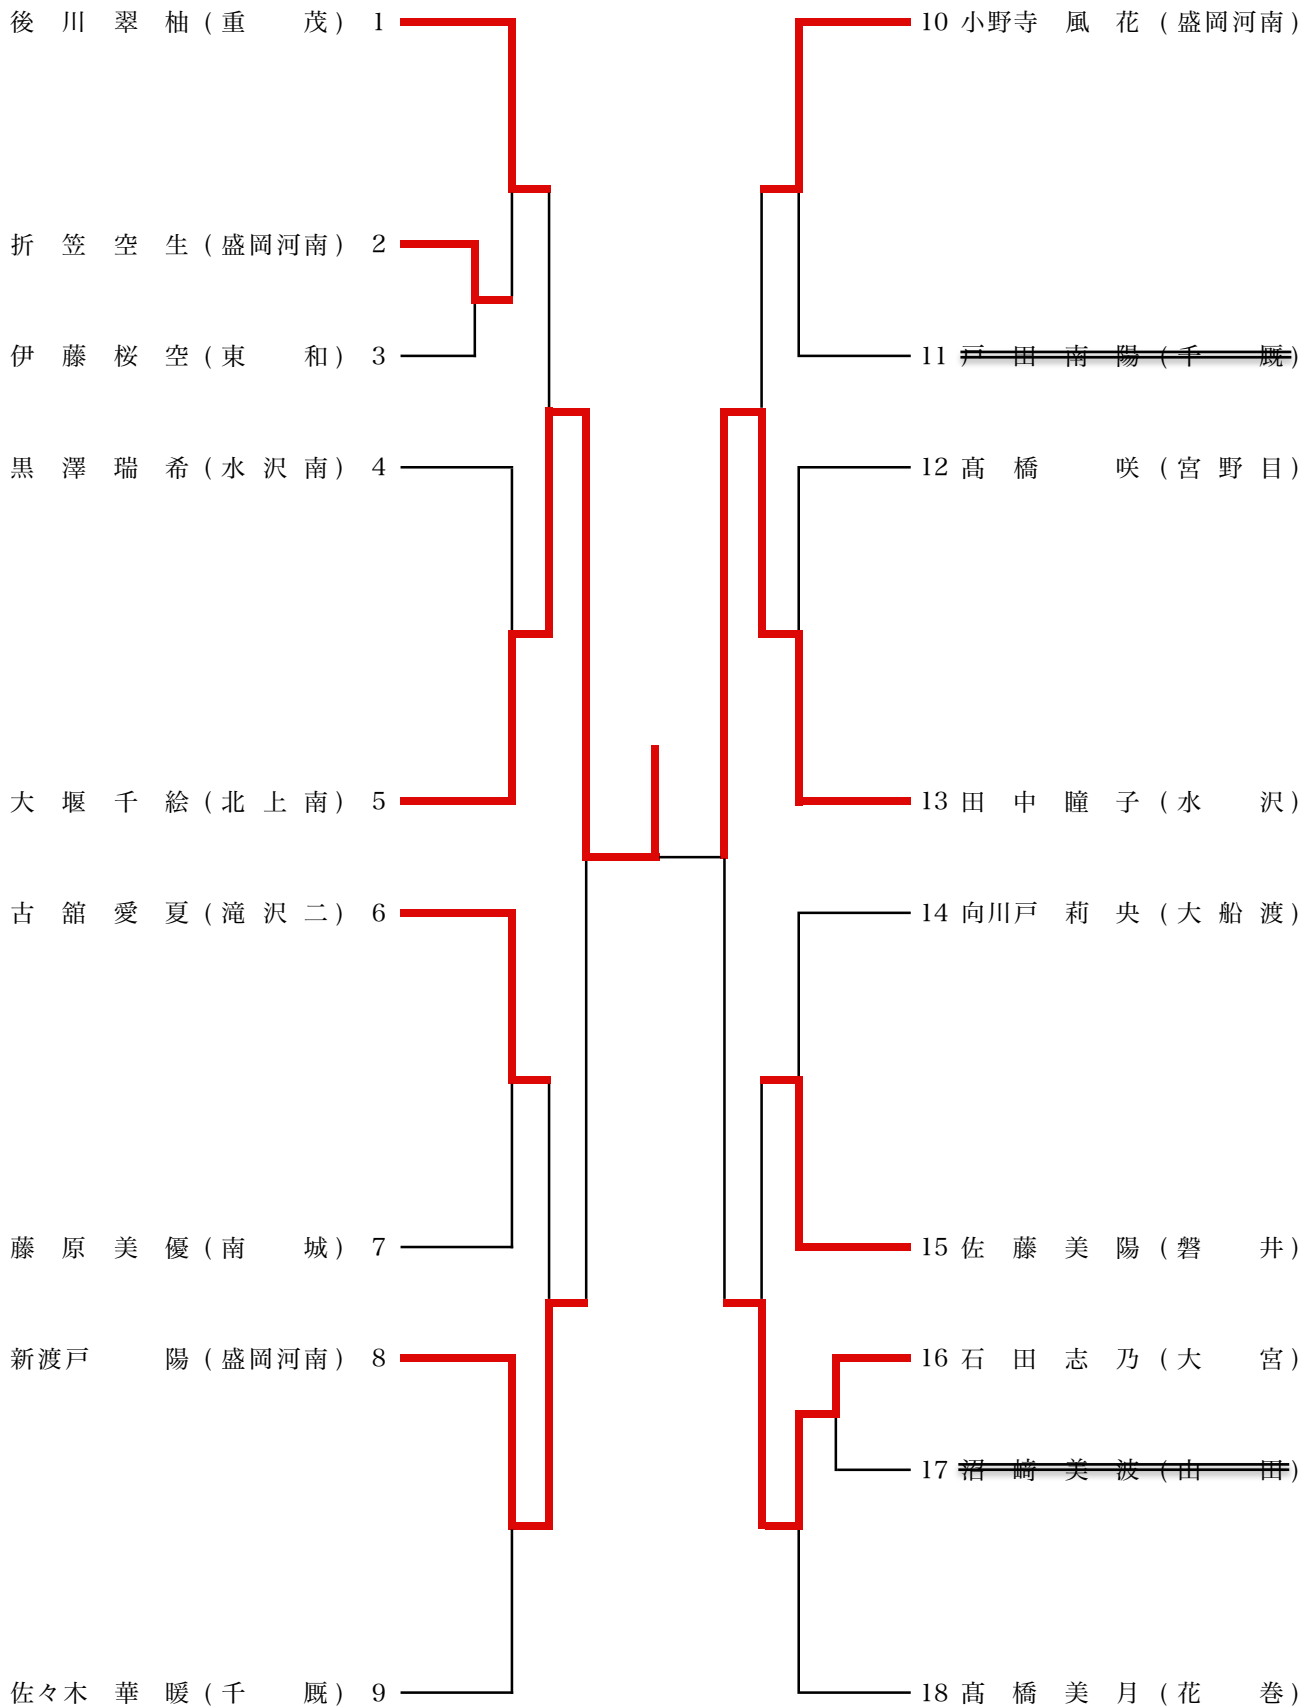 後川翠柚(重茂) 1
折笠空生(盛岡河南) 2
伊藤桜空(東和) 3
黒澤瑞希(水沢南) 4
大堰千絵(北上南) 5
古舘愛夏(滝沢二) 6
藤原美優(南城) 7
新渡戸陽(盛岡河南) 8
佐々木華暖(千厩) 9
10 小野寺風花(盛岡河南)
11 戸田南陽(千厩)
12 髙橋咲(宮野目)
13 田中瞳子(水沢)
14 向川戸莉央(大船渡)
15 佐藤美陽(磐井)
16 石田志乃(大宮)
17 沼崎美波(山田)
18 髙橋美月(花巻)